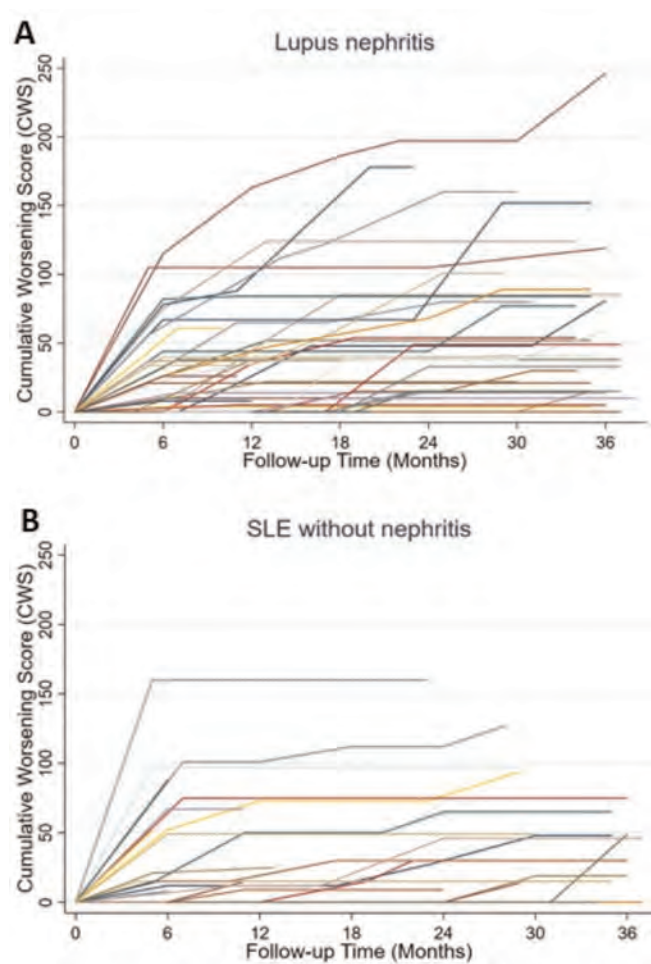 A
Lupus nephritis
Cumulative Worsening Score (CWS)
250
200
150
100
50
0
0 6 12 18 24 30 36
Follow-up Time (Months)
B
SLE without nephritis
Cumulative Worsening Score (CWS)
250
200
150
100
50
0
0 6 12 18 24 30 36
Follow-up Time (Months)